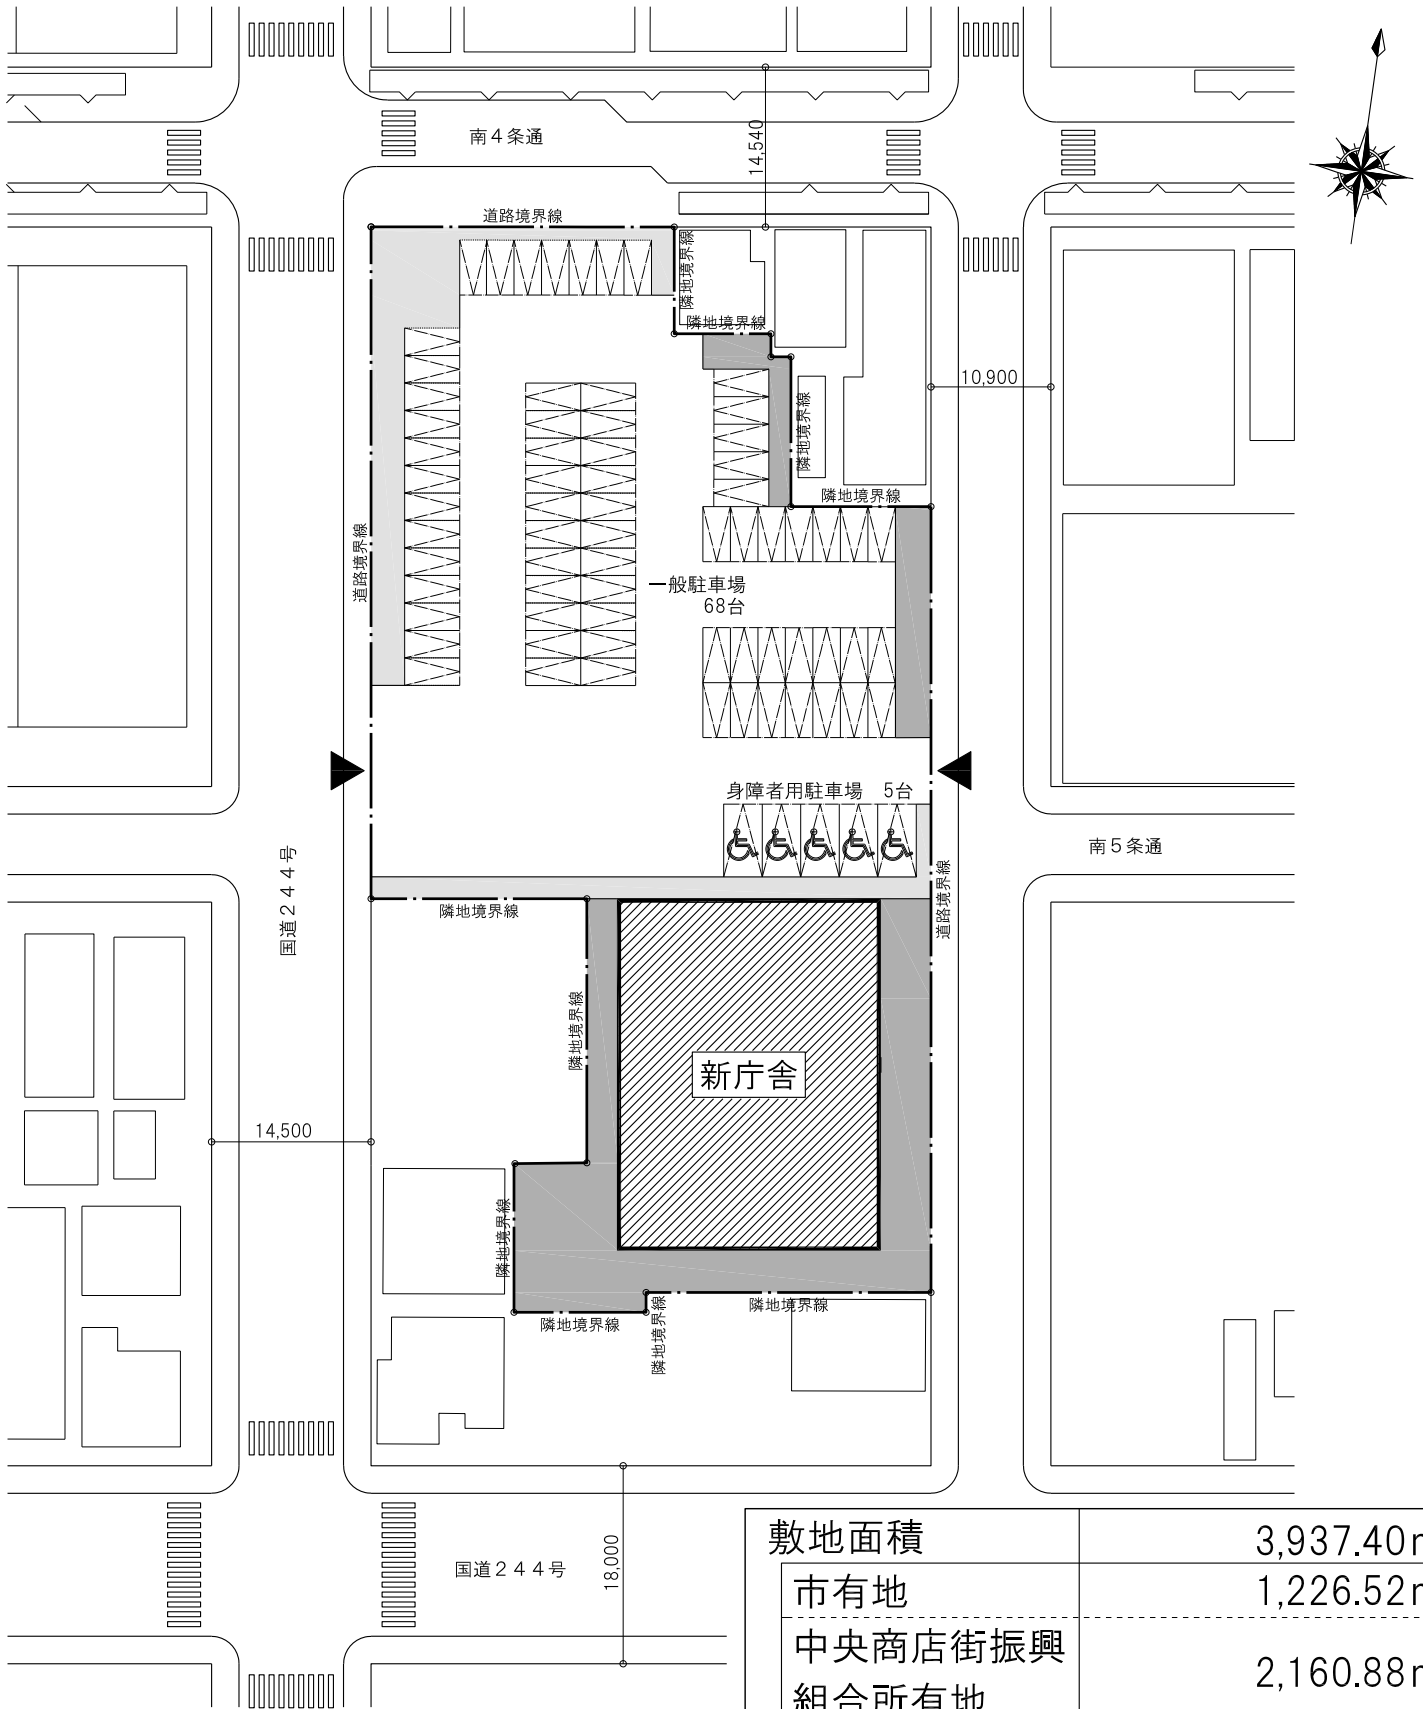 南４条通
14,540
道路境界線
隣地境界線
隣地境界線
10,900
隣地境界線
隣地境界線
道路境界線
一般駐車場
68台
身障者用駐車場　5台
南５条通
国道２４４号
道路境界線
隣地境界線
隣地境界線
新庁舎
14,500
隣地境界線
隣地境界線
隣地境界線
隣地境界線
国道２４４号
18,000
敷地面積 3,937.40
市有地 1,226.52
中央商店街振興
組合所有地 2,160.88